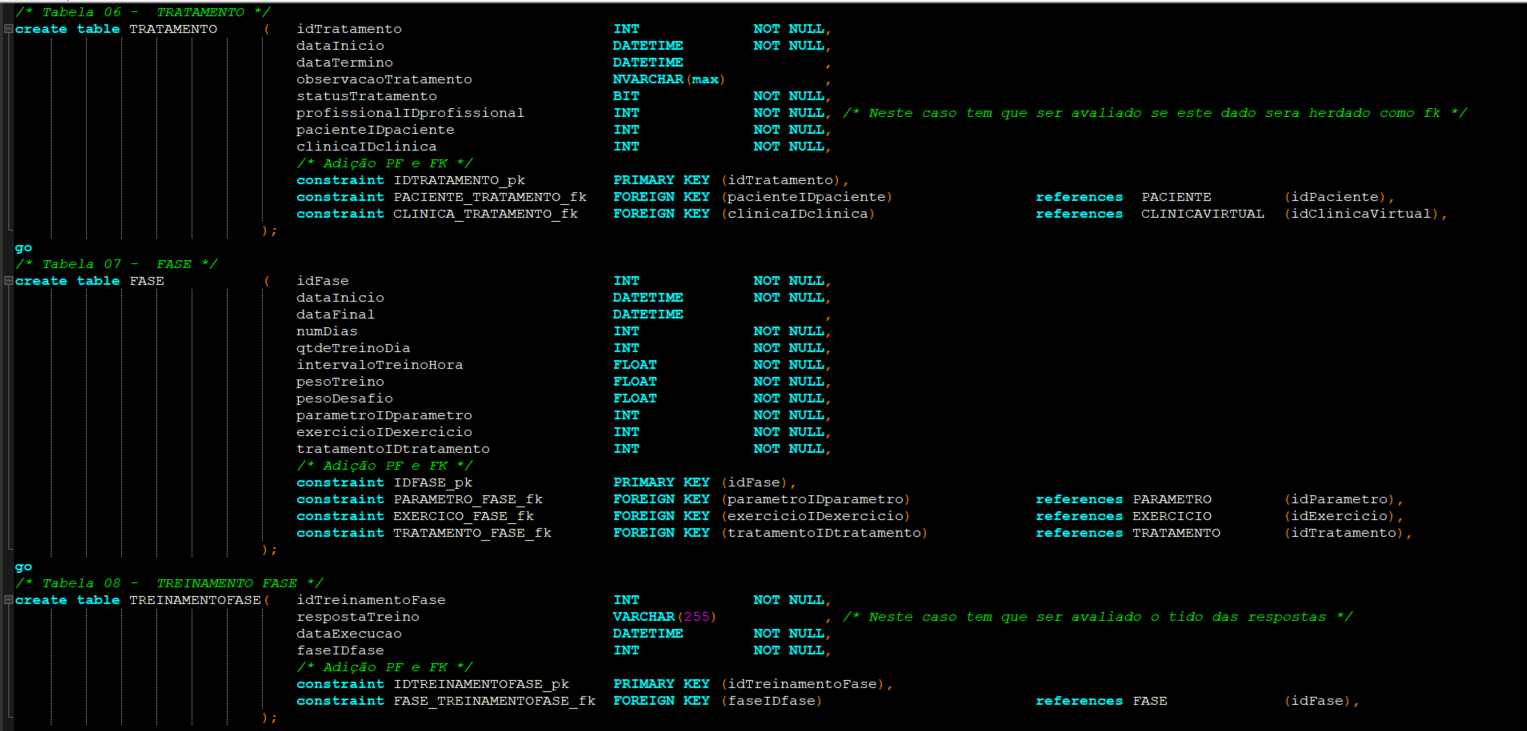 /* Tabela 06 - TRATAMENTO */
create table TRATAMENTO ( idTratamento INT NOT NULL,
dataInicio DATETIME NOT NULL,
dataTermino DATETIME ,
observacaoTratamento NVARCHAR(max) ,
statusTratamento BIT NOT NULL,
profissionalIDprofissional INT NOT NULL, /* Neste caso tem que ser avaliado se este dado sera herdado como fk */
pacienteIDpaciente INT NOT NULL,
clinicaIDclinica INT NOT NULL,
/* Adição PF e FK */
constraint IDTRATAMENTO_pk PRIMARY KEY (idTratamento),
constraint PACIENTE_TRATAMENTO_fk FOREIGN KEY (pacienteIDpaciente) references PACIENTE (idPaciente),
constraint CLINICA_TRATAMENTO_fk FOREIGN KEY (clinicaIDclinica) references CLINICAVIRTUAL (idClinicaVirtual),
);
go
/* Tabela 07 - FASE */
create table FASE ( idFase INT NOT NULL,
dataInicio DATETIME NOT NULL,
dataFinal DATETIME ,
numDias INT NOT NULL,
qtdeTreinoDia INT NOT NULL,
intervaloTreinoHora FLOAT NOT NULL,
pesoTreino FLOAT NOT NULL,
pesoDesafio FLOAT NOT NULL,
parametroIDparametro INT NOT NULL,
exercicioIDexercicio INT NOT NULL,
tratamentoIDtratamento INT NOT NULL,
/* Adição PF e FK */
constraint IDFASE_pk PRIMARY KEY (idFase),
constraint PARAMETRO_FASE_fk FOREIGN KEY (parametroIDparametro) references PARAMETRO (idParametro),
constraint EXERCICO_FASE_fk FOREIGN KEY (exercicioIDexercicio) references EXERCICIO (idExercicio),
constraint TRATAMENTO_FASE_fk FOREIGN KEY (tratamentoIDtratamento) references TRATAMENTO (idTratamento),
);
go
/* Tabela 08 - TREINAMENTO FASE */
create table TREINAMENTOFASE( idTreinamentoFase INT NOT NULL,
respostaTreino VARCHAR(255) , /* Neste caso tem que ser avaliado o tido das respostas */
dataExecucao DATETIME NOT NULL,
faseIDfase INT NOT NULL,
/* Adição PF e FK */
constraint IDTREINAMENTOFASE_pk PRIMARY KEY (idTreinamentoFase),
constraint FASE_TREINAMENTOFASE_fk FOREIGN KEY (faseIDfase) references FASE (idFase),
);